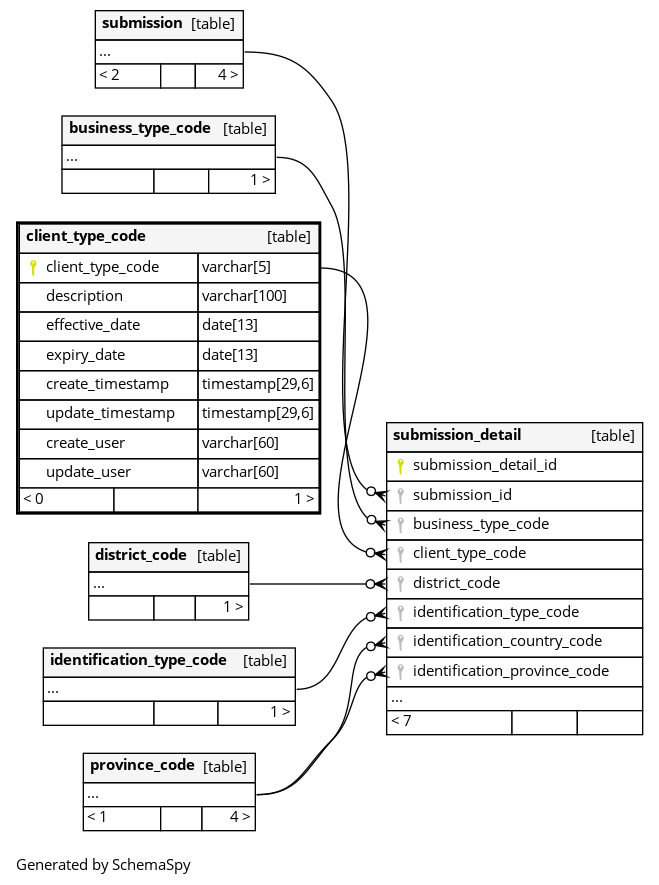 submission [table]
...
< 2 4 >
business_type_code [table]
...
1 >
client_type_code [table]
client_type_code varchar[5]
description varchar[100]
effective_date date[13]
expiry_date date[13]
create_timestamp timestamp[29,6]
update_timestamp timestamp[29,6]
create_user varchar[60]
update_user varchar[60]
< 0 1 >
submission_detail [table]
submission_detail_id
submission_id
business_type_code
client_type_code
district_code
identification_type_code
identification_country_code
identification_province_code
...
< 7
district_code [table]
...
1 >
identification_type_code [table]
...
1 >
province_code [table]
...
< 1 4 >
Generated by SchemaSpy